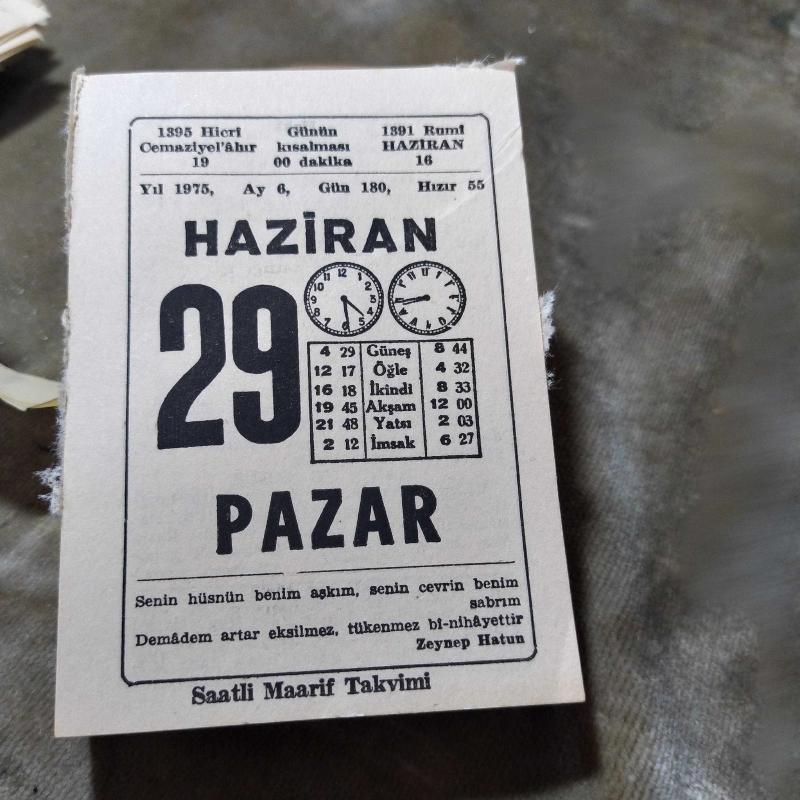 1395 Hicrî Günün 1391 Rumî
Cemaziyel'âhır kısalması HAZİRAN
19 00 dakika 16
Yıl 1975, Ay 6, Gün 180, Hızır 55
HAZİRAN
29
4 29 Güneş 8 44
12 17 Öğle 4 32
16 18 İkindi 8 33
19 45 Akşam 12 00
21 48 Yatsı 2 03
2 12 İmsak 6 27
PAZAR
Senin hüsnün benim aşkım, senin cevrin benim
sabrım
Demâdem artar eksilmez, tükenmez bî-nihâyettir
Zeynep Hatun
Saatli Maarif Takvimi